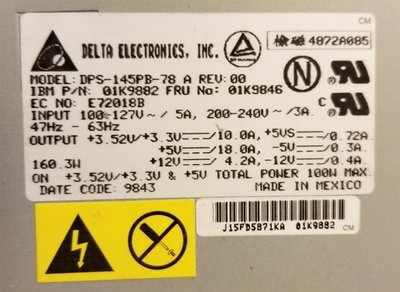 CM
DELTA ELECTRONICS, INC.
檢磁 4872A085
MODEL: DPS-145PB-78 A REV: 00
IBM P/N: 01K9882 FRU No: 01K9846
EC NO: E72018B
INPUT 100-127V~/ 5A, 200-240V~/3A.
47Hz - 63Hz
OUTPUT +3.52V/+3.3V⎓/10.0A, +5VS⎓/0.72A
+5V⎓/18.0A, -5V⎓/0.3A
160.3W +12V⎓/ 4.2A, -12V⎓/0.4A
ON +3.52V/+3.3V & +5V TOTAL POWER 100W MAX.
DATE CODE: 9843 MADE IN MEXICO
N
C
US
J15FD5871KA 01K9882 CM